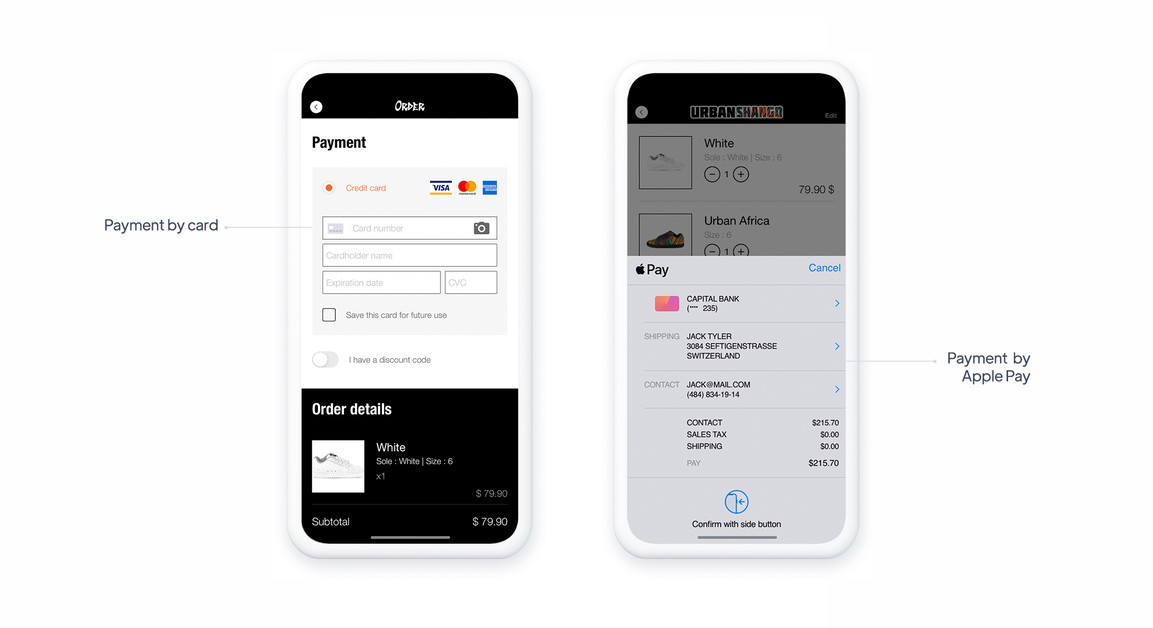 Payment by card
ORDER
Payment
Credit card
VISA
Card number
Cardholder name
Expiration date
CVC
Save this card for future use
I have a discount code
Order details
White
Sole : White | Size : 6
x1
$ 79.90
Subtotal
$ 79.90
URBANSHANGO
Edit
White
Sole : White | Size : 6
1
79.90 $
Urban Africa
Size : 6
1
Pay
Cancel
CAPITAL BANK
(•••• 235)
SHIPPING
JACK TYLER
3084 SEFTIGENSTRASSE
SWITZERLAND
CONTACT
JACK@MAIL.COM
(484) 834-19-14
CONTACT $215.70
SALES TAX $0.00
SHIPPING $0.00
PAY $215.70
Confirm with side button
Payment by
Apple Pay